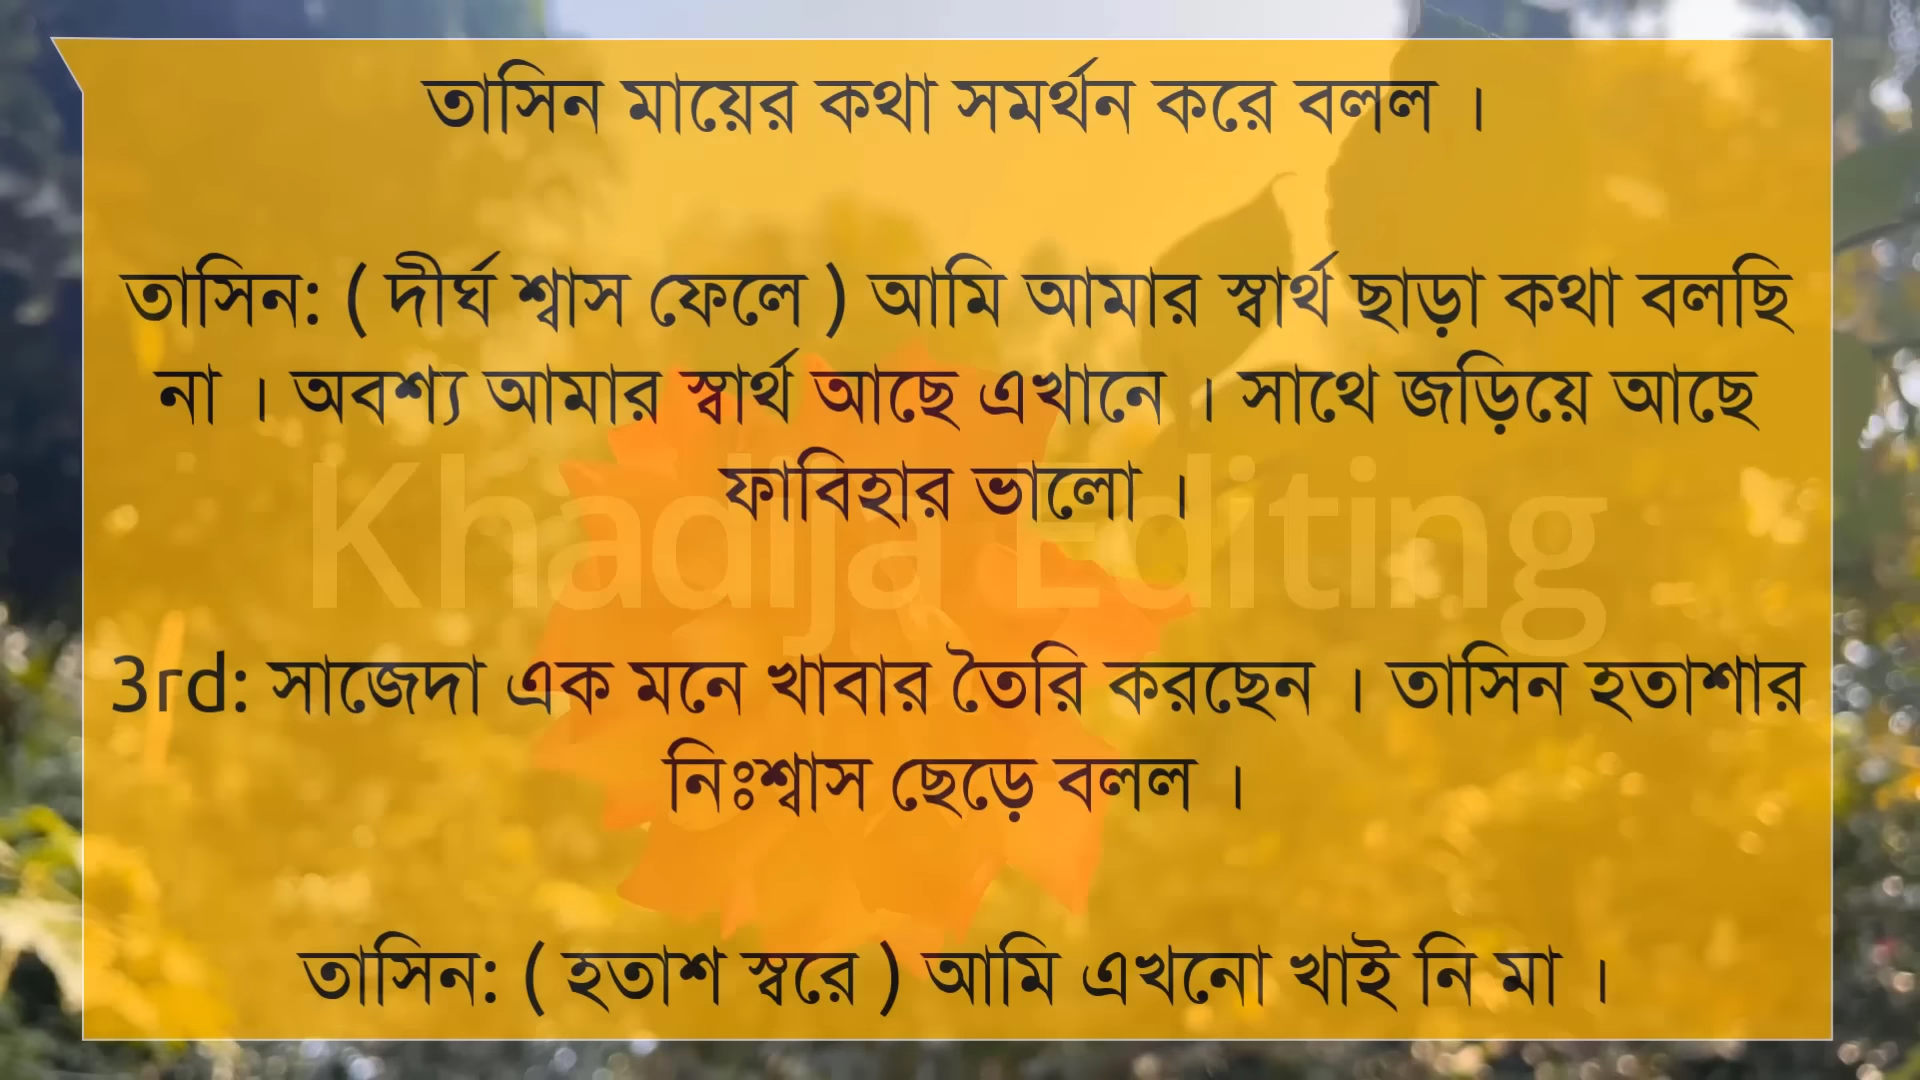 তাসিন মায়ের কথা সমর্থন করে বলল ।
তাসিন: ( দীর্ঘ শ্বাস ফেলে ) আমি আমার স্বার্থ ছাড়া কথা বলছি
না । অবশ্য আমার স্বার্থ আছে এখানে । সাথে জড়িয়ে আছে
ফাবিহার ভালো ।
Khadija Editing
3rd: সাজেদা এক মনে খাবার তৈরি করছেন । তাসিন হতাশার
নিঃশ্বাস ছেড়ে বলল ।
তাসিন: ( হতাশ স্বরে ) আমি এখনো খাই নি মা ।